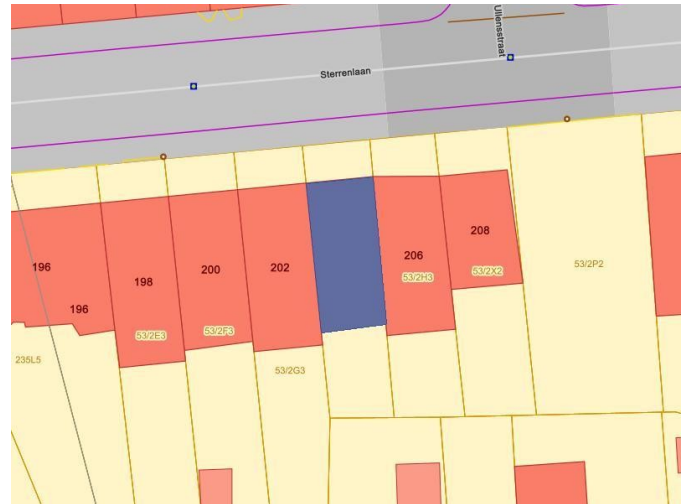 Ullensstraat
Sterrenlaan
208
206
196
202
200
198
53/2P2
53/2X2
53/2H3
196
53/2F3
53/2E3
235L5
53/2G3